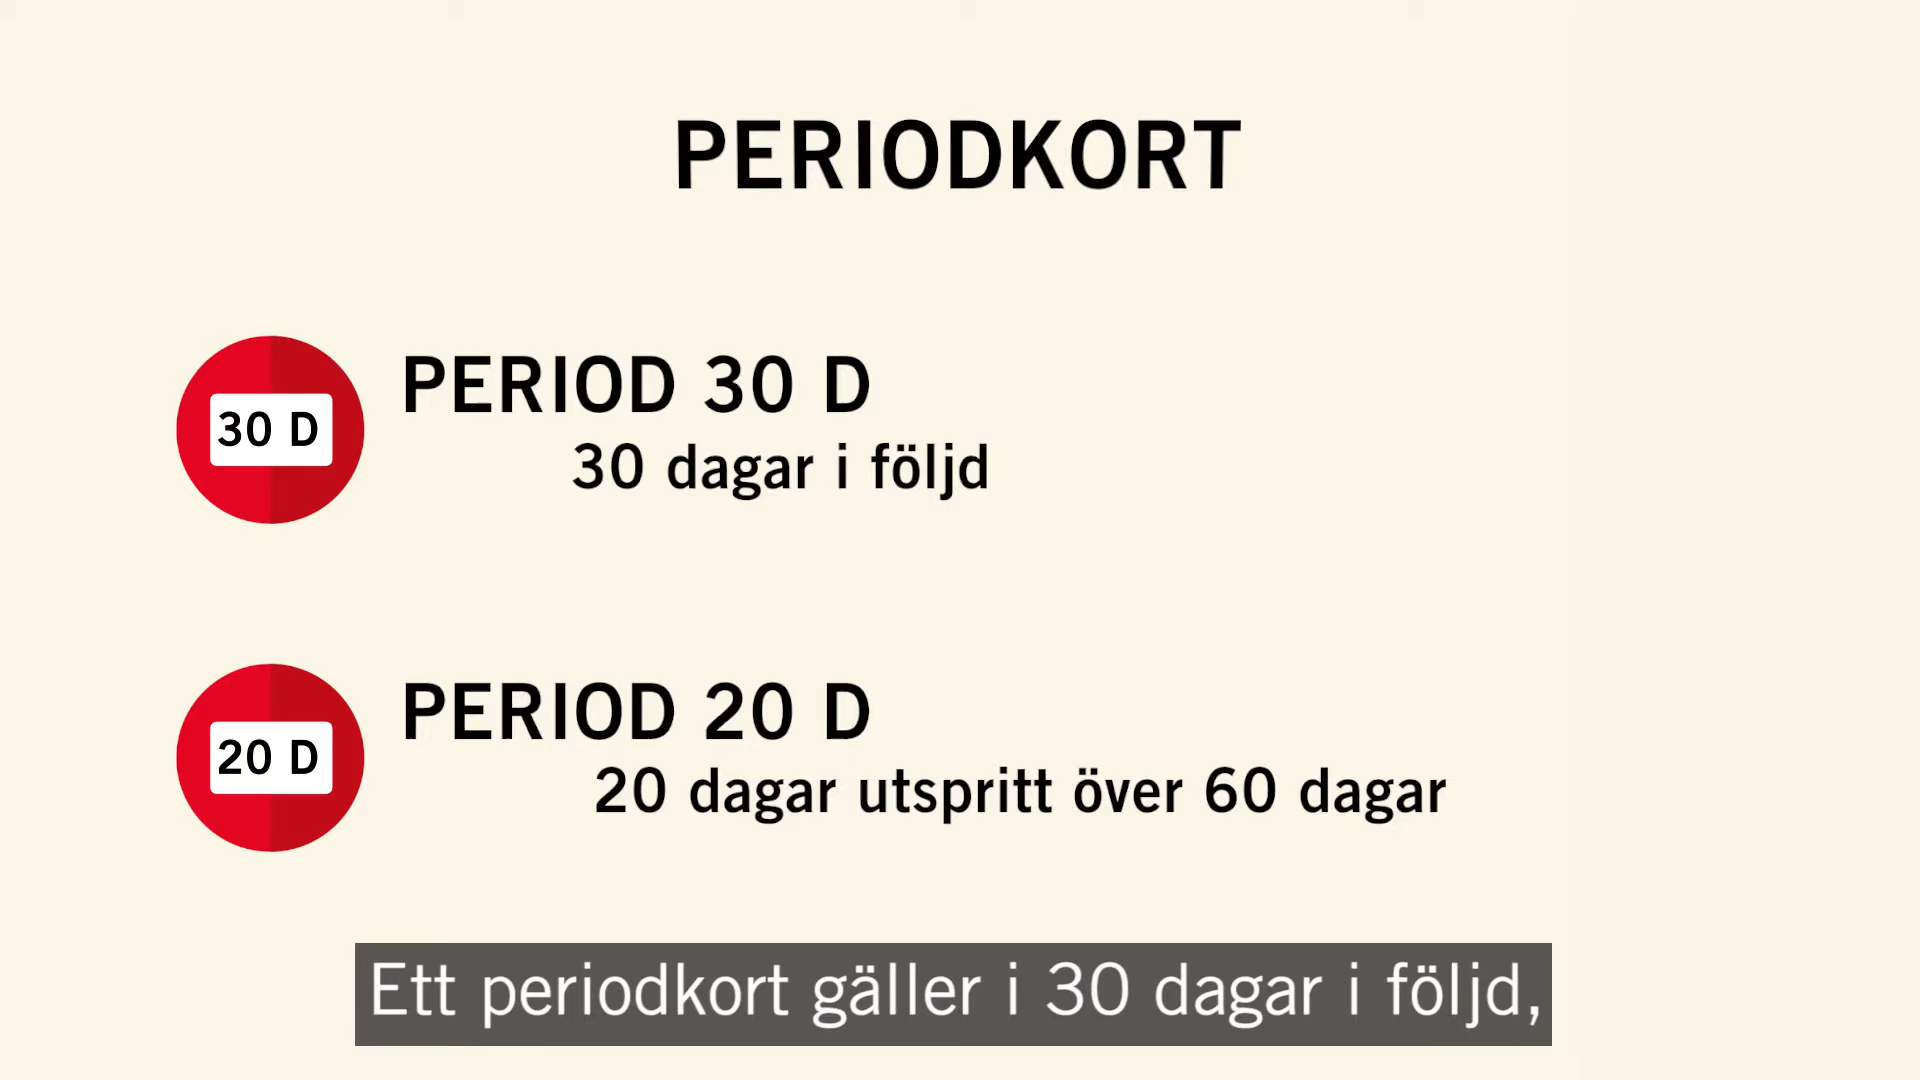 PERIODKORT
30 D
PERIOD 30 D
30 dagar i följd
20 D
PERIOD 20 D
20 dagar utspritt över 60 dagar
Ett periodkort gäller i 30 dagar i följd,